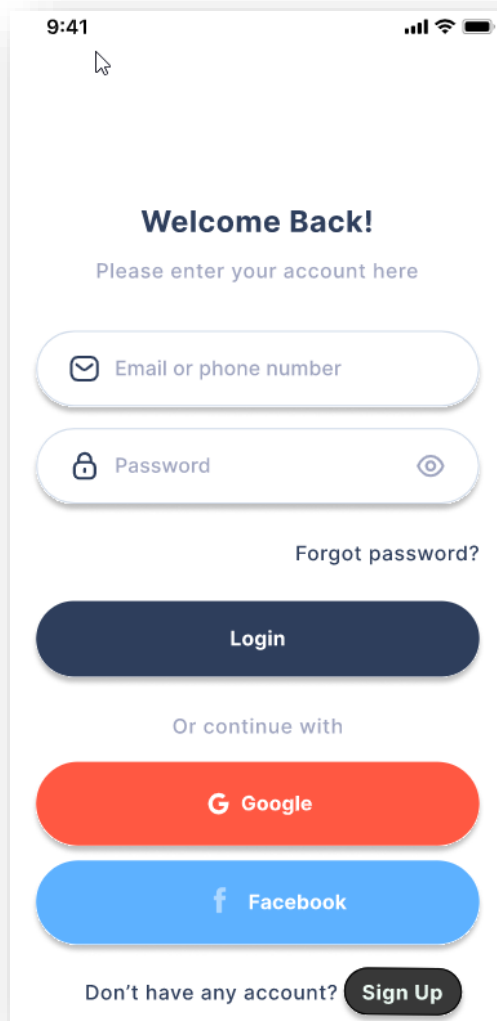 9:41
Welcome Back!
Please enter your account here
Email or phone number
Password
Forgot password?
Login
Or continue with
G Google
f Facebook
Don’t have any account? Sign Up